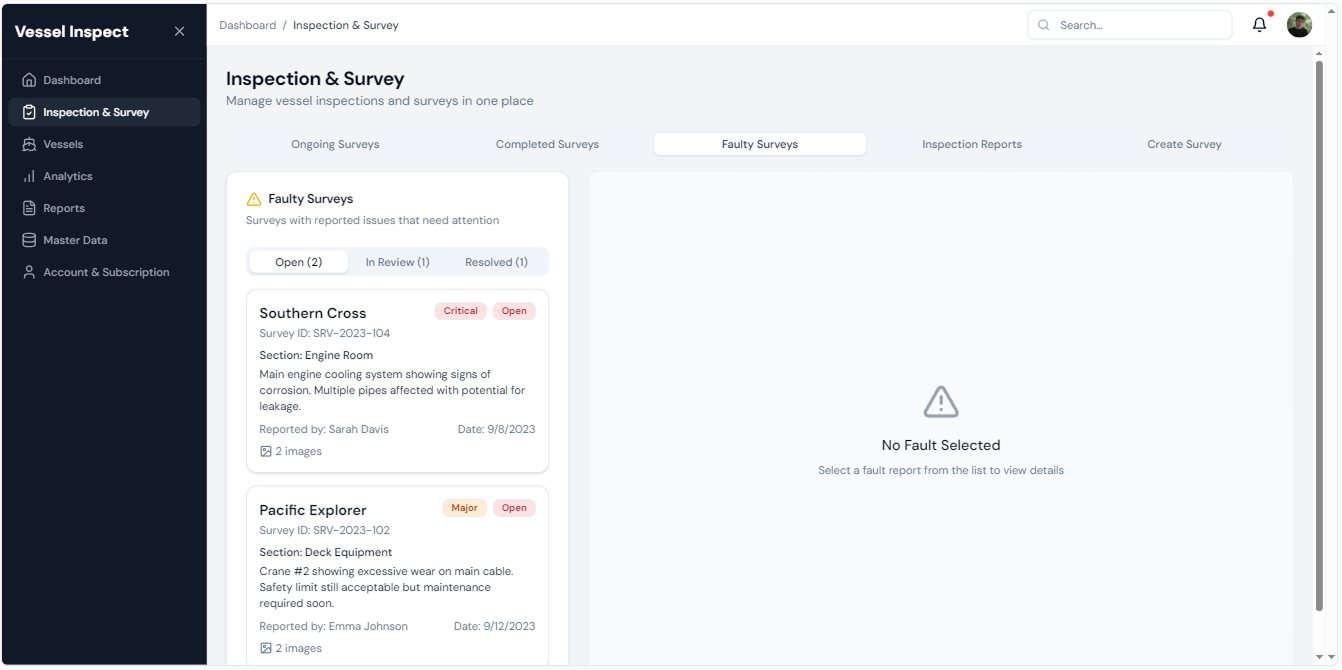 Vessel Inspect
Dashboard
Inspection & Survey
Vessels
Analytics
Reports
Master Data
Account & Subscription
Dashboard / Inspection & Survey
Search...
Inspection & Survey
Manage vessel inspections and surveys in one place
Ongoing Surveys Completed Surveys Faulty Surveys Inspection Reports Create Survey
Faulty Surveys
Surveys with reported issues that need attention
Open (2) In Review (1) Resolved (1)
Southern Cross Critical Open
Survey ID: SRV-2023-104
Section: Engine Room
Main engine cooling system showing signs of
corrosion. Multiple pipes affected with potential for
leakage.
Reported by: Sarah Davis Date: 9/8/2023
2 images
Pacific Explorer Major Open
Survey ID: SRV-2023-102
Section: Deck Equipment
Crane #2 showing excessive wear on main cable.
Safety limit still acceptable but maintenance
required soon.
Reported by: Emma Johnson Date: 9/12/2023
2 images
No Fault Selected
Select a fault report from the list to view details